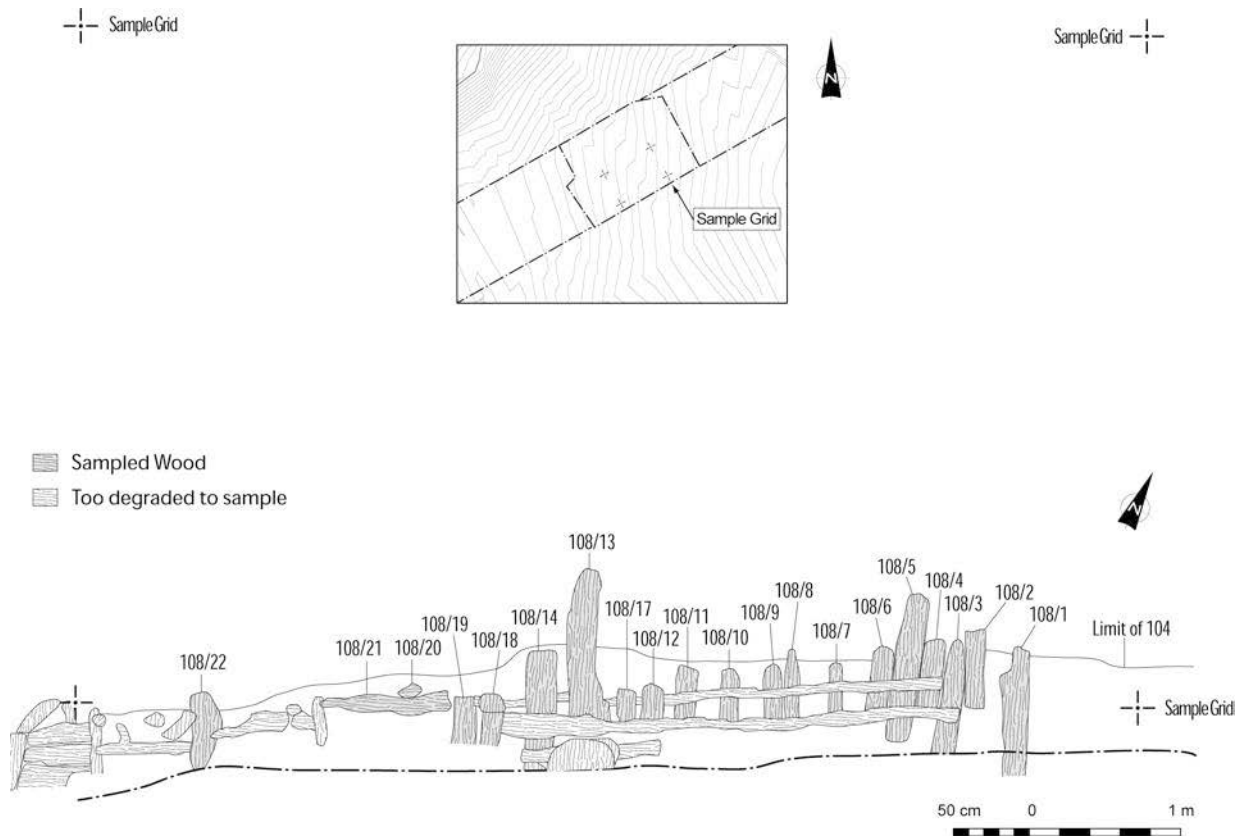 Sample Grid
Sample Grid
N
Sample Grid
Sampled Wood
Too degraded to sample
N
108/13
108/5
108/4
108/3
108/2
108/1
108/8
108/6
108/9
108/7
108/14
108/17
108/11
108/12
108/10
108/19
108/18
108/21
108/20
108/22
Limit of 104
Sample Grid
50 cm 0 1 m